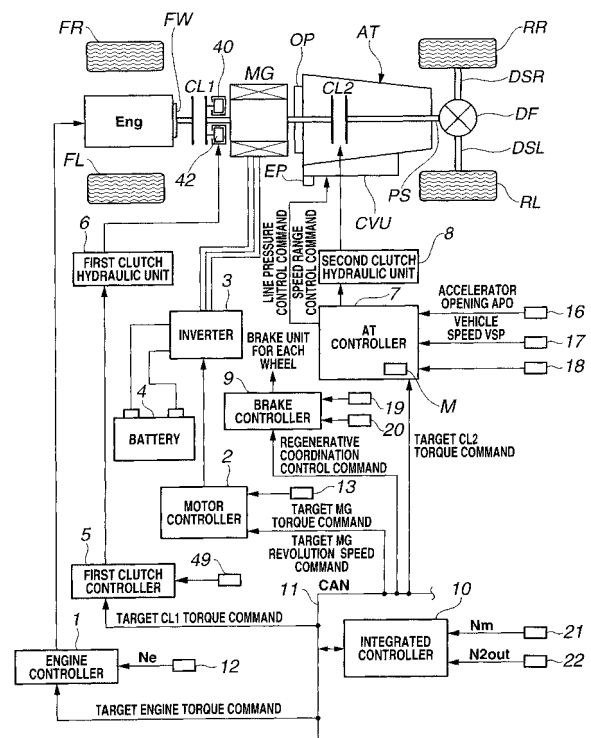 FR
FW
CL1
40
MG
OP
AT
RR
Eng
CL2
DSR
DF
DSL
42
FL
EP
PS
CVU
RL
6
FIRST CLUTCH
HYDRAULIC UNIT
LINE PRESSURE
CONTROL COMMAND
SPEED RANGE
CONTROL COMMAND
SECOND CLUTCH
HYDRAULIC UNIT
8
3
INVERTER
7
AT
CONTROLLER
M
ACCELERATOR
OPENING APO
16
VEHICLE
SPEED VSP
17
18
BRAKE UNIT
FOR EACH
WHEEL
4
BATTERY
9
BRAKE
CONTROLLER
19
20
REGENERATIVE
COORDINATION
CONTROL COMMAND
TARGET CL2
TORQUE COMMAND
2
MOTOR
CONTROLLER
13
TARGET MG
TORQUE COMMAND
TARGET MG
REVOLUTION SPEED
COMMAND
5
FIRST CLUTCH
CONTROLLER
49
11
CAN
10
TARGET CL1 TORQUE COMMAND
INTEGRATED
CONTROLLER
Nm
21
N2out
22
1
ENGINE
CONTROLLER
Ne
12
TARGET ENGINE TORQUE COMMAND